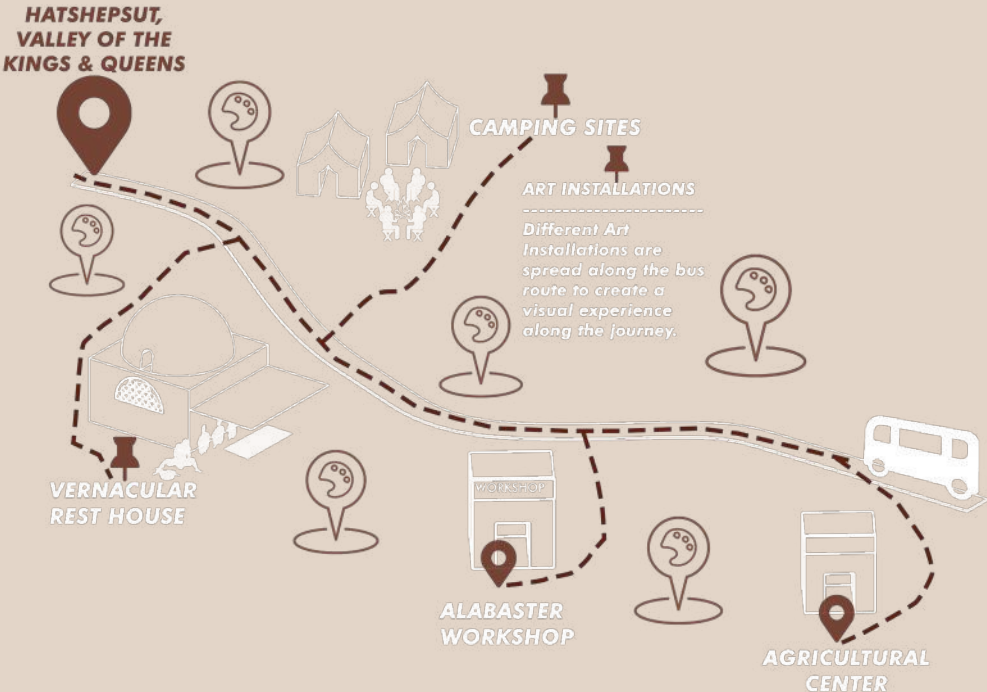 HATSHEPSUT,
VALLEY OF THE
KINGS & QUEENS
CAMPING SITES
ART INSTALLATIONS
Different Art
Installations are
spread along the bus
route to create a
visual experience
along the journey.
VERNACULAR
REST HOUSE
WORKSHOP
ALABASTER
WORKSHOP
AGRICULTURAL
CENTER